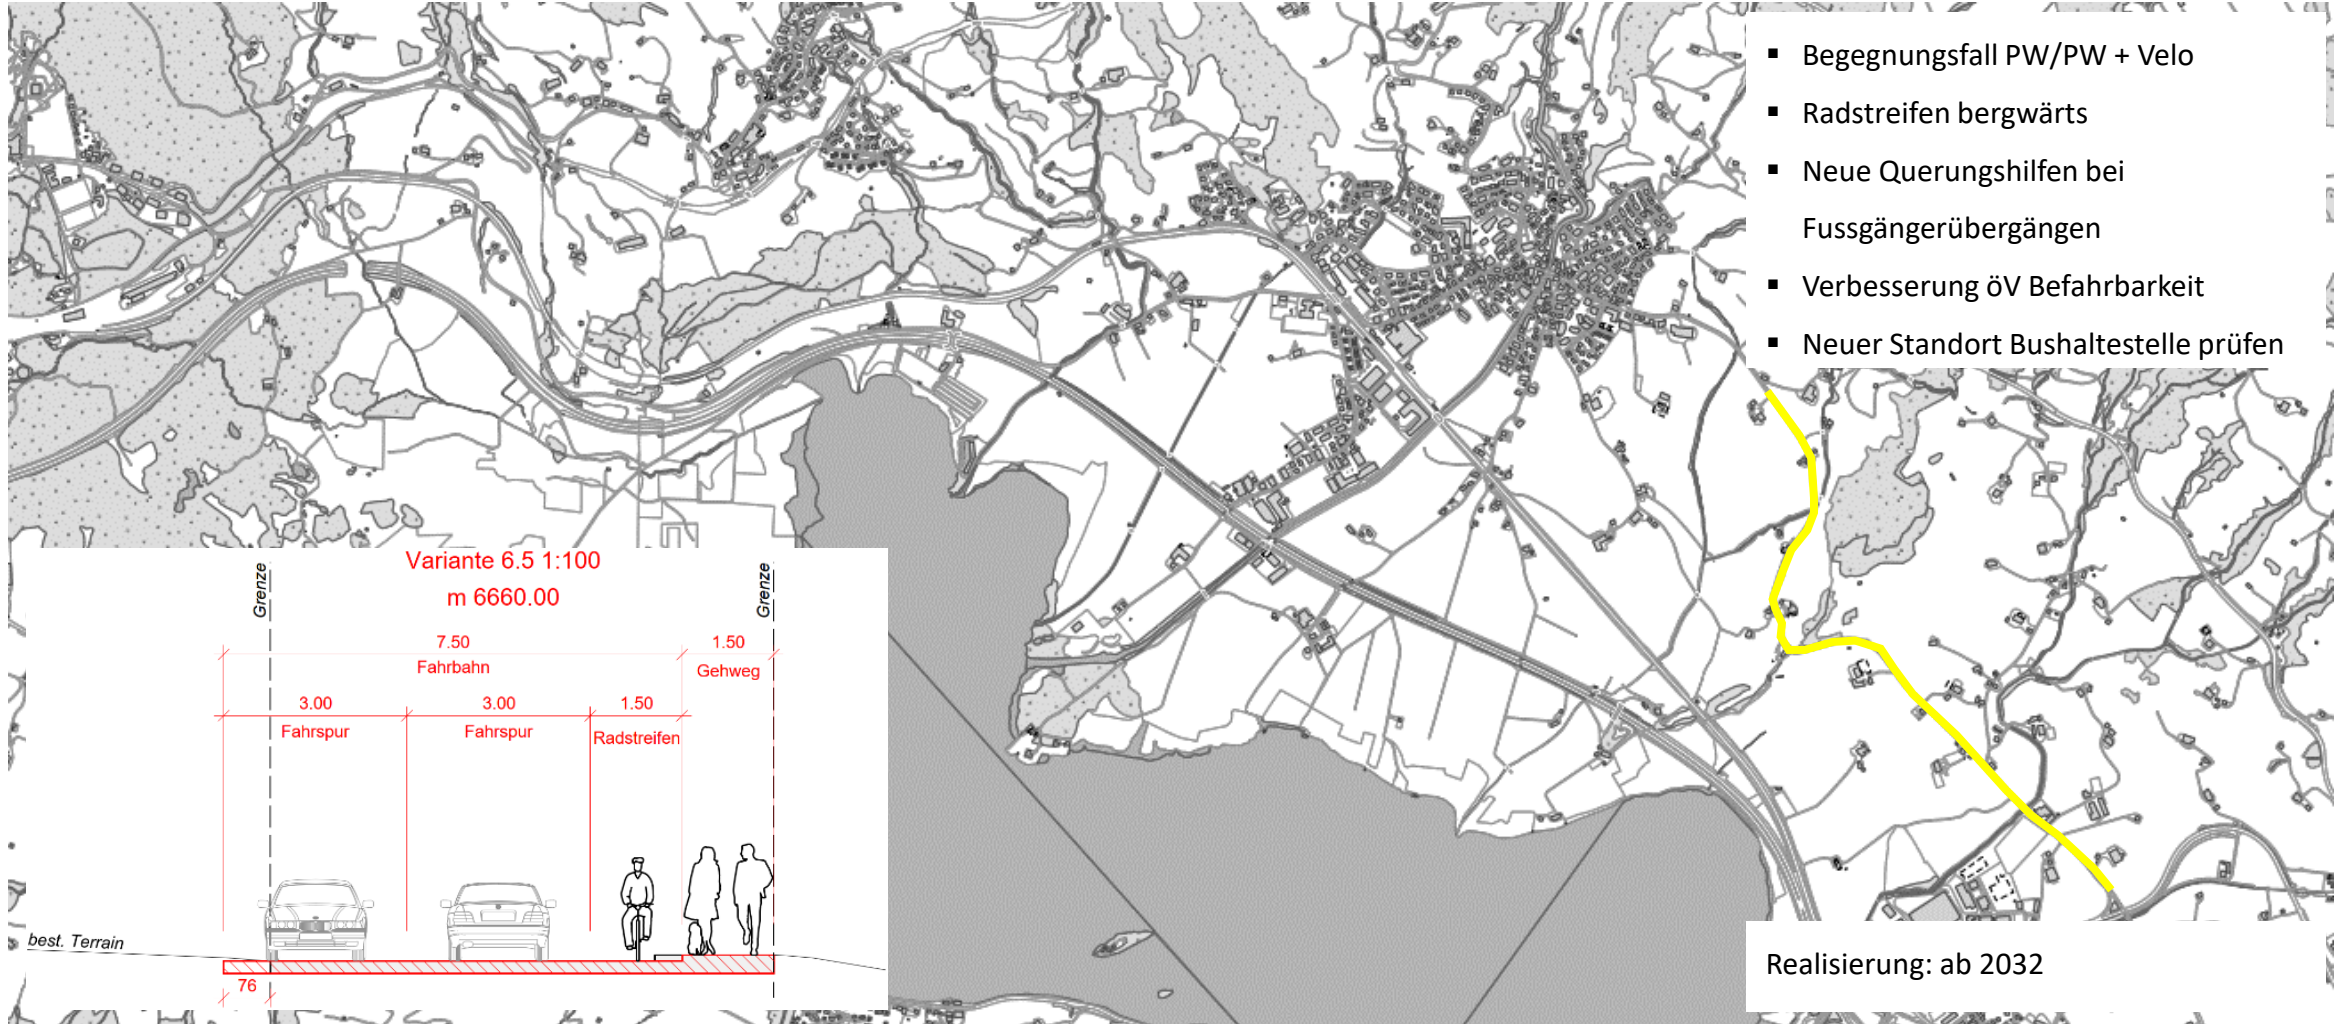 ▪ Begegnungsfall PW/PW + Velo
▪ Radstreifen bergwärts
▪ Neue Querungshilfen bei
Fussgängerübergängen
▪ Verbesserung öV Befahrbarkeit
▪ Neuer Standort Bushaltestelle prüfen
Variante 6.5 1:100
m 6660.00
Grenze
Grenze
7.50
1.50
Fahrbahn
Gehweg
3.00
3.00
1.50
Fahrspur
Fahrspur
Radstreifen
best. Terrain
76
Realisierung: ab 2032